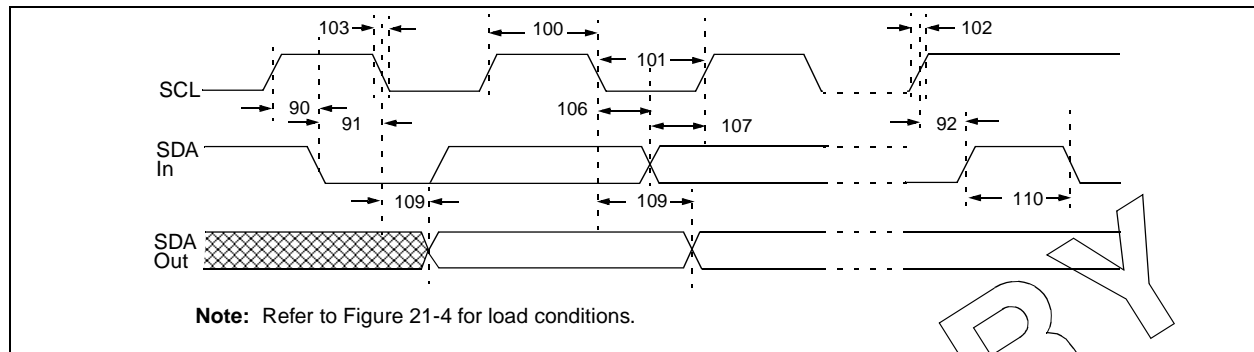 103
100
102
101
SCL
90
91
106
107
92
SDA
In
109
109
110
SDA
Out
Note: Refer to Figure 21-4 for load conditions.
R Y